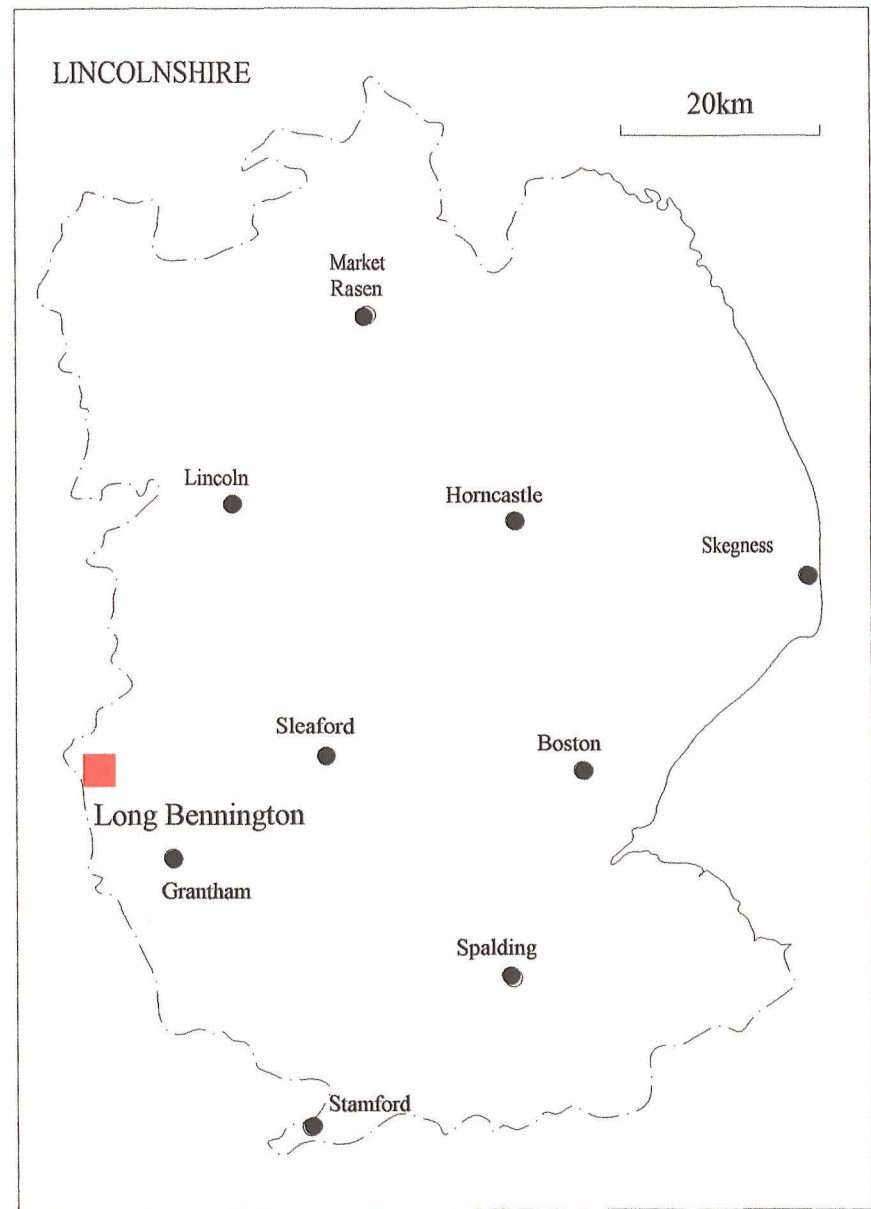 LINCOLNSHIRE
20km
Market
Rasen
Lincoln
Horncastle
Skegness
Sleaford
Boston
Long Bennington
Grantham
Spalding
Stamford